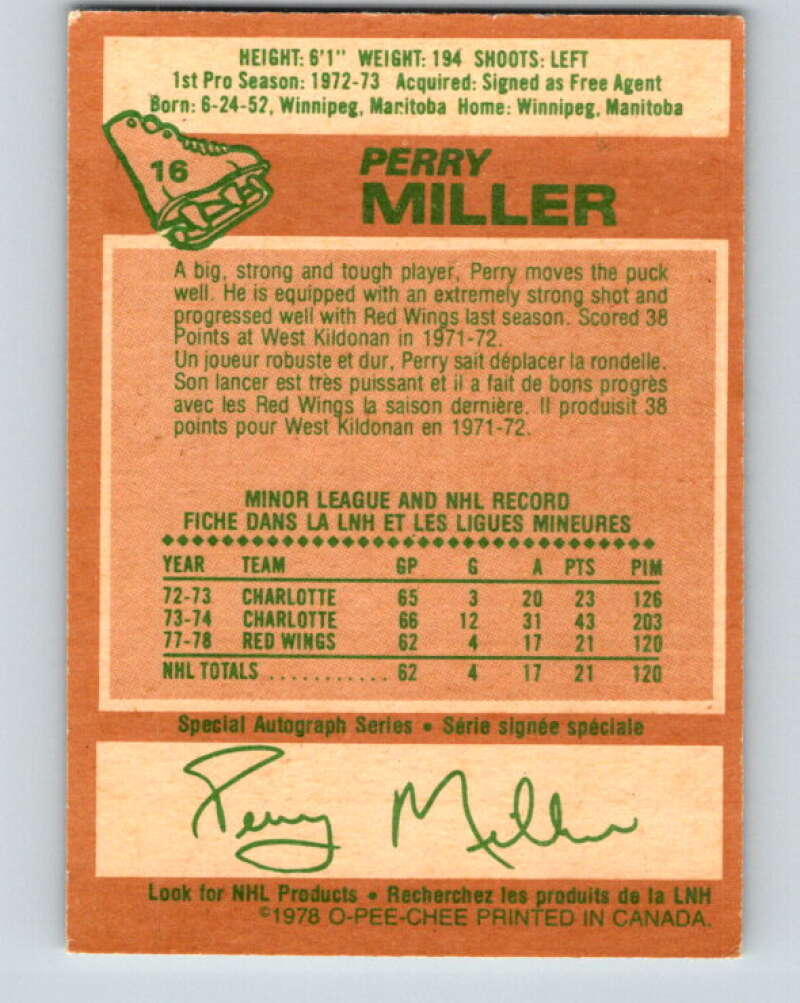 HEIGHT: 6'1" WEIGHT: 194 SHOOTS: LEFT
1st Pro Season: 1972-73 Acquired: Signed as Free Agent
Born: 6-24-52, Winnipeg, Manitoba Home: Winnipeg, Manitoba
16
PERRY
MILLER
A big, strong and tough player, Perry moves the puck
well. He is equipped with an extremely strong shot and
progressed well with Red Wings last season. Scored 38
Points at West Kildonan in 1971-72.
Un joueur robuste et dur, Perry sait déplacer la rondelle.
Son lancer est très puissant et il a fait de bons progrès
avec les Red Wings la saison dernière. Il produisit 38
points pour West Kildonan en 1971-72.
MINOR LEAGUE AND NHL RECORD
FICHE DANS LA LNH ET LES LIGUES MINEURES
YEAR TEAM GP G A PTS PIM
72-73 CHARLOTTE 65 3 20 23 126
73-74 CHARLOTTE 66 12 31 43 203
77-78 RED WINGS 62 4 17 21 120
NHL TOTALS ........... 62 4 17 21 120
Special Autograph Series • Série signée spéciale
Perry Miller
Look for NHL Products • Recherchez les produits de la LNH
©1978 O-PEE-CHEE PRINTED IN CANADA.